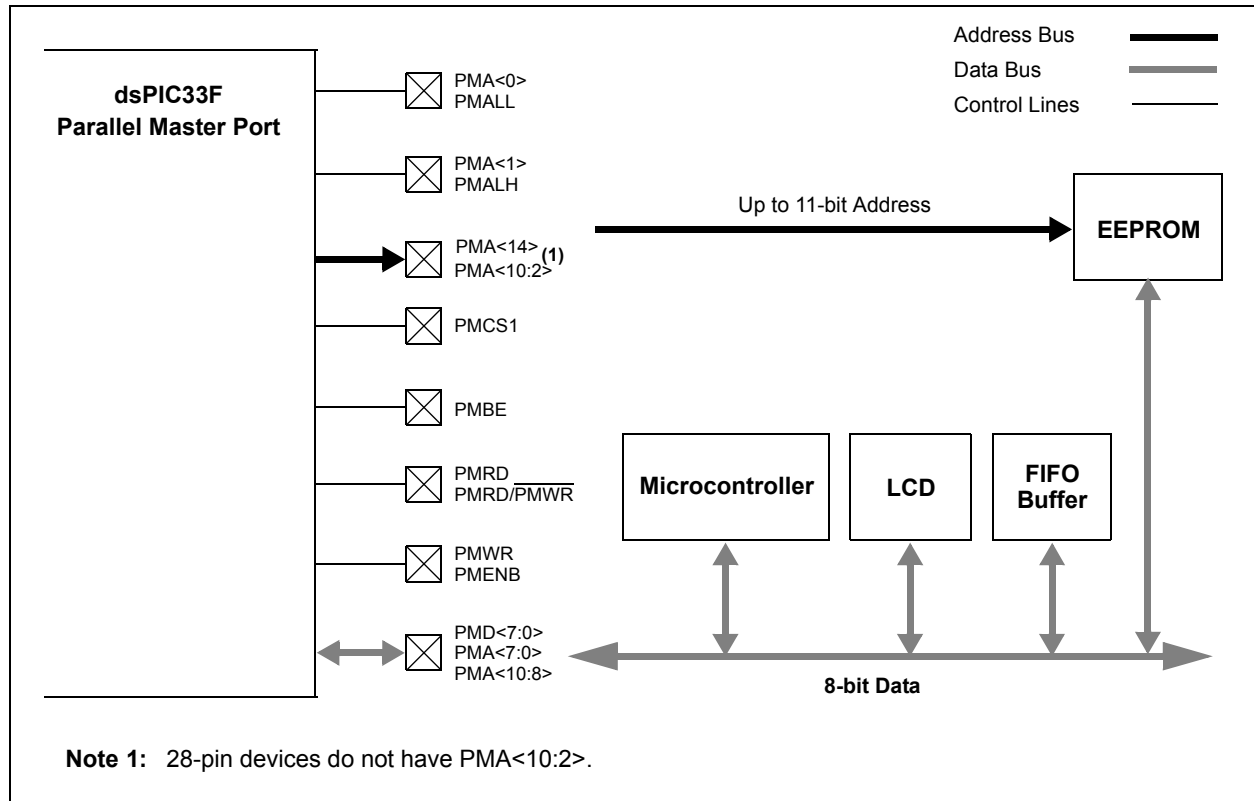 Address Bus
Data Bus
Control Lines
dsPIC33F
Parallel Master Port
PMA<0>
PMALL
PMA<1>
PMALH
PMA<14>(1)
PMA<10:2>
PMCS1
PMBE
PMRD
PMRD/PMWR
PMWR
PMENB
PMD<7:0>
PMA<7:0>
PMA<10:8>
Up to 11-bit Address
EEPROM
Microcontroller
LCD
FIFO
Buffer
8-bit Data
Note 1: 28-pin devices do not have PMA<10:2>.